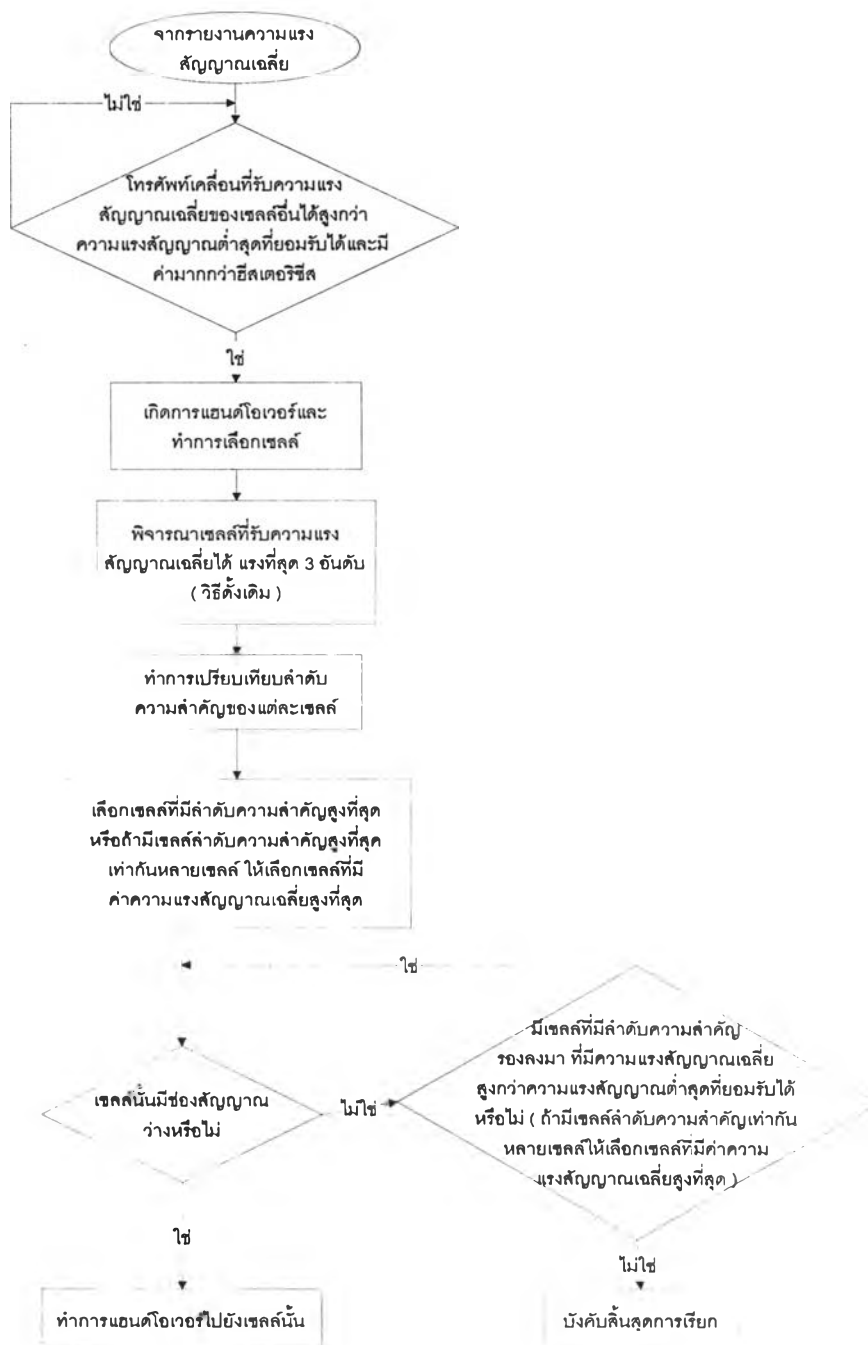 จากรายงานความแรง
สัญญาณเฉลี่ย
ไม่ใช่
โทรศัพท์เคลื่อนที่รับความแรง
สัญญาณเฉลี่ยของเซลล์อื่นได้สูงกว่า
ความแรงสัญญาณต่ำสุดที่ยอมรับได้และมี
ค่ามากกว่าฮีสเตอริซีส
ใช่
เกิดการแฮนด์โอเวอร์และ
ทำการเลือกเซลล์
พิจารณาเซลล์ที่รับความแรง
สัญญาณเฉลี่ยได้ แรงที่สุด 3 อันดับ
( วิธีดั้งเดิม )
ทำการเปรียบเทียบลำดับ
ความสำคัญของแต่ละเซลล์
เลือกเซลล์ที่มีลำดับความสำคัญสูงที่สุด
หรือถ้ามีเซลล์ลำดับความสำคัญสูงที่สุด
เท่ากันหลายเซลล์ ให้เลือกเซลล์ที่มี
ค่าความแรงสัญญาณเฉลี่ยสูงที่สุด
ใช่
มีเซลล์ที่มีลำดับความสำคัญ
รองลงมา ที่มีความแรงสัญญาณเฉลี่ย
สูงกว่าความแรงสัญญาณต่ำสุดที่ยอมรับได้
หรือไม่ ( ถ้ามีเซลล์ลำดับความสำคัญเท่ากัน
หลายเซลล์ให้เลือกเซลล์ที่มีค่าความ
แรงสัญญาณเฉลี่ยสูงที่สุด )
เซลล์นั้นมีช่องสัญญาณ
ว่างหรือไม่
ไม่ใช่
ใช่
ไม่ใช่
ทำการแฮนด์โอเวอร์ไปยังเซลล์นั้น
บังคับสิ้นสุดการเรียก